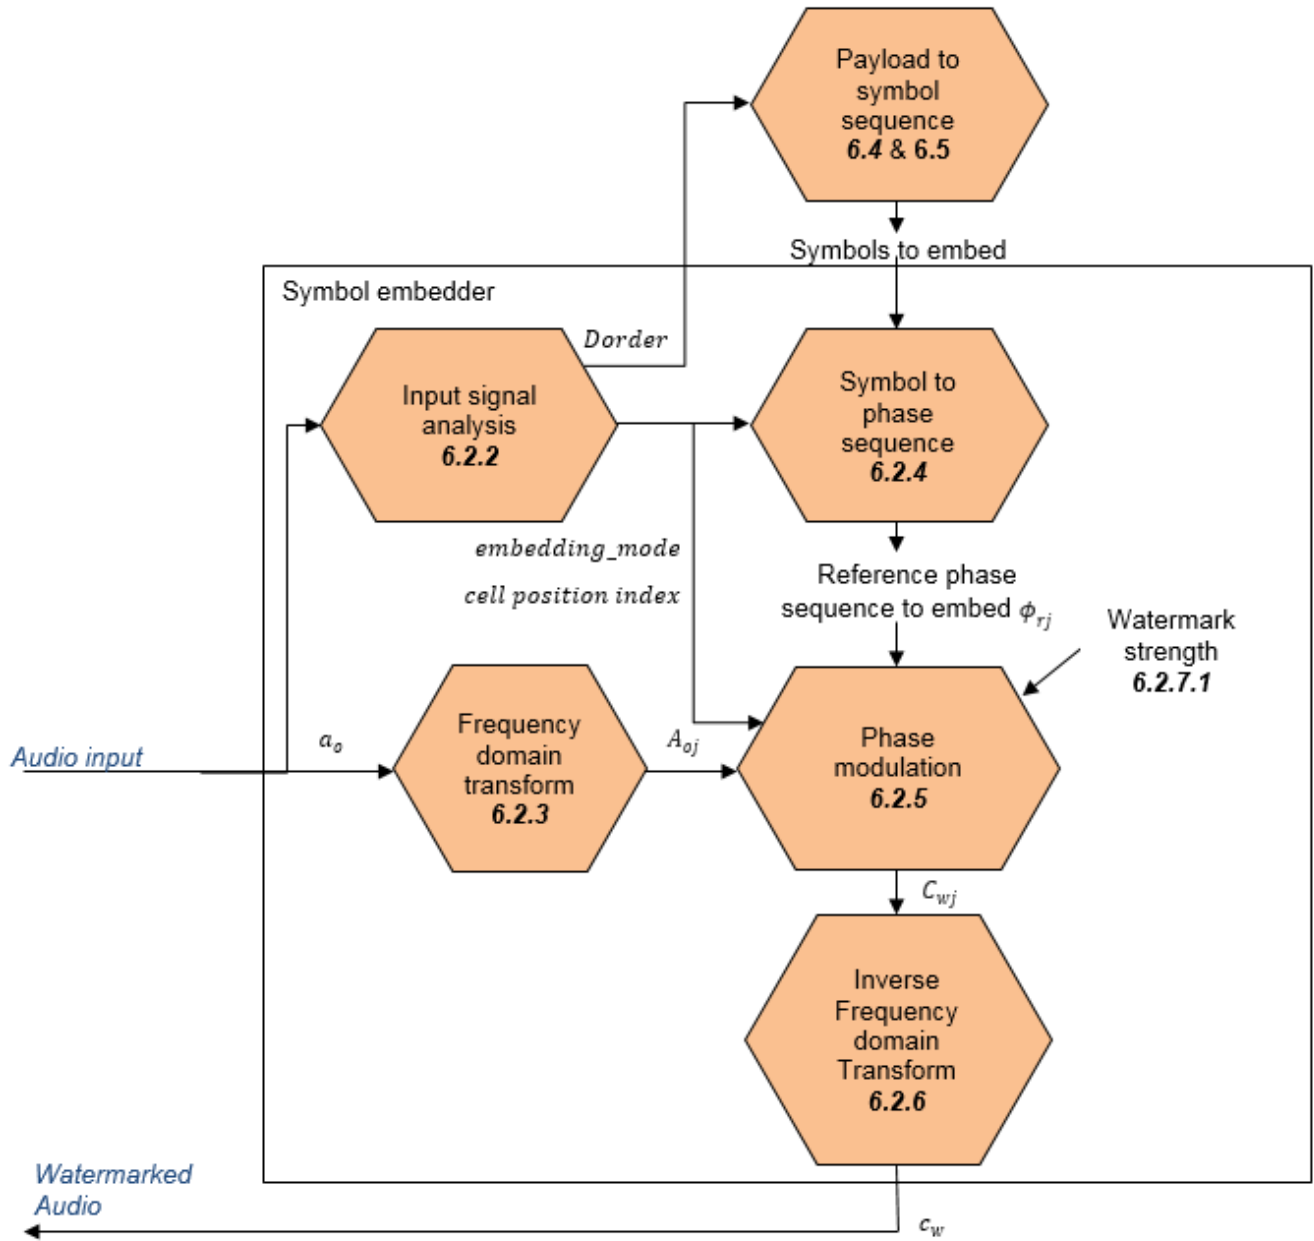 Payload to
symbol
sequence
6.4 & 6.5
Symbols to embed
Symbol embedder
Dorder
Input signal
analysis
6.2.2
Symbol to
phase
sequence
6.2.4
embedding_mode
cell position index
Reference phase
sequence to embed ϕrj
Watermark
strength
6.2.7.1
Audio input
ao
Frequency
domain
transform
6.2.3
Aoj
Phase
modulation
6.2.5
Cwj
Inverse
Frequency
domain
Transform
6.2.6
Watermarked
Audio
cw